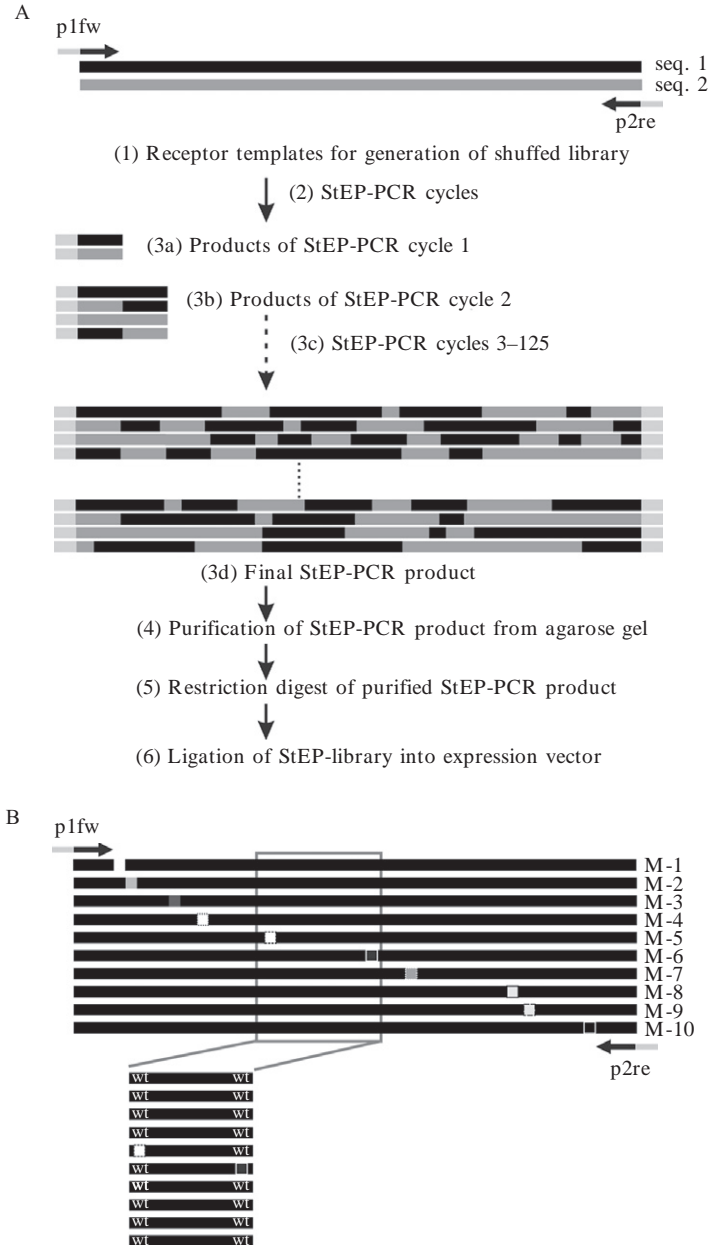 A
p1fw
seq. 1
seq. 2
p2re
(1) Receptor templates for generation of shuffed library
(2) StEP-PCR cycles
(3a) Products of StEP-PCR cycle 1
(3b) Products of StEP-PCR cycle 2
(3c) StEP-PCR cycles 3–125
(3d) Final StEP-PCR product
(4) Purification of StEP-PCR product from agarose gel
(5) Restriction digest of purified StEP-PCR product
(6) Ligation of StEP-library into expression vector
B
p1fw
M-1
M-2
M-3
M-4
M-5
M-6
M-7
M-8
M-9
M-10
p2re
wt wt
wt wt
wt wt
wt wt
wt
wt
wt wt
wt wt
wt wt
wt wt